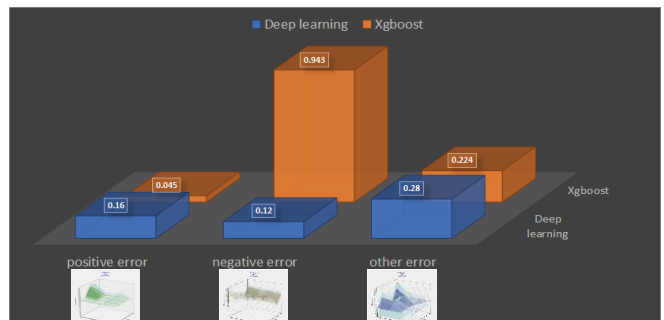 Deep learning Xgboost
0.943
0.045
0.224
0.16
0.12
0.28
Xgboost
Deep
learning
positive error negative error other error